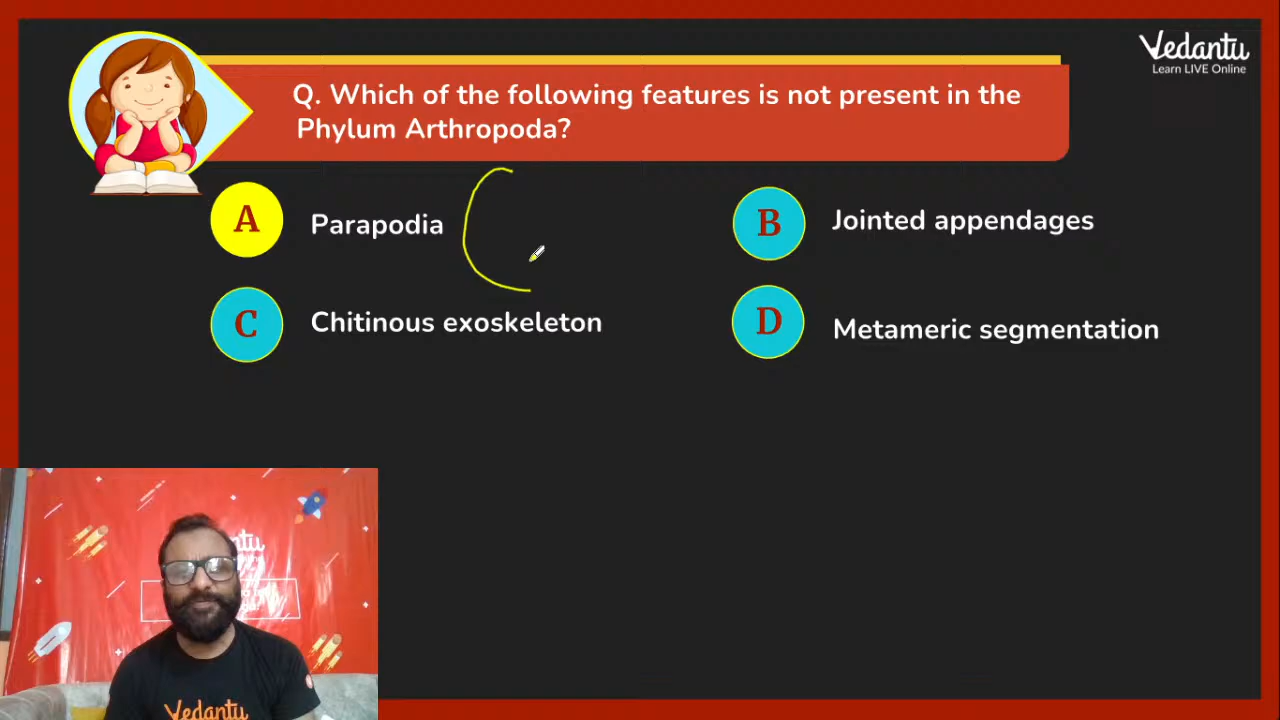 Vedantu
Learn LIVE Online
Q. Which of the following features is not present in the
Phylum Arthropoda?
A Parapodia
B Jointed appendages
C Chitinous exoskeleton
D Metameric segmentation
Vedantu